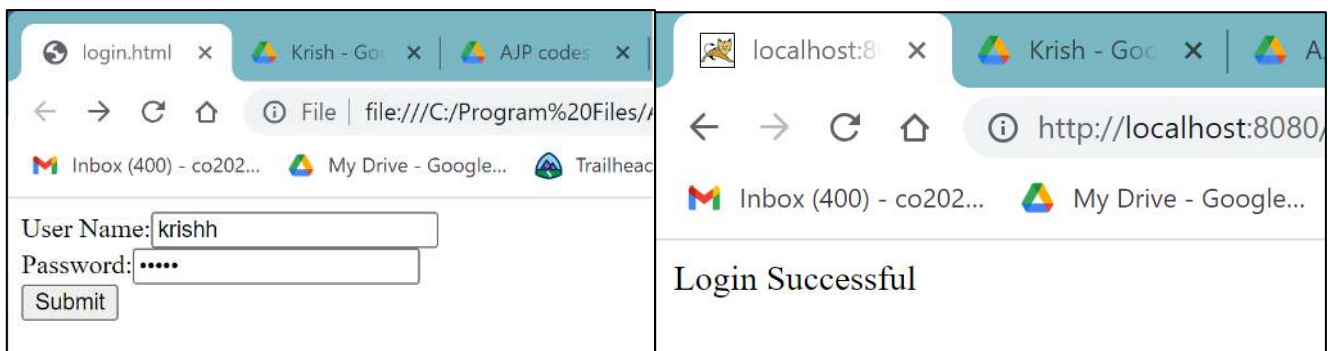 login.html
Krish - Goo
AJP codes
File
file:///C:/Program%20Files/
Inbox (400) - co202...
My Drive - Google...
Trailhead
User Name:
krishh
Password:
•••••
Submit
localhost:8
Krish - Goo
A
http://localhost:8080/
Inbox (400) - co202...
My Drive - Google...
Login Successful